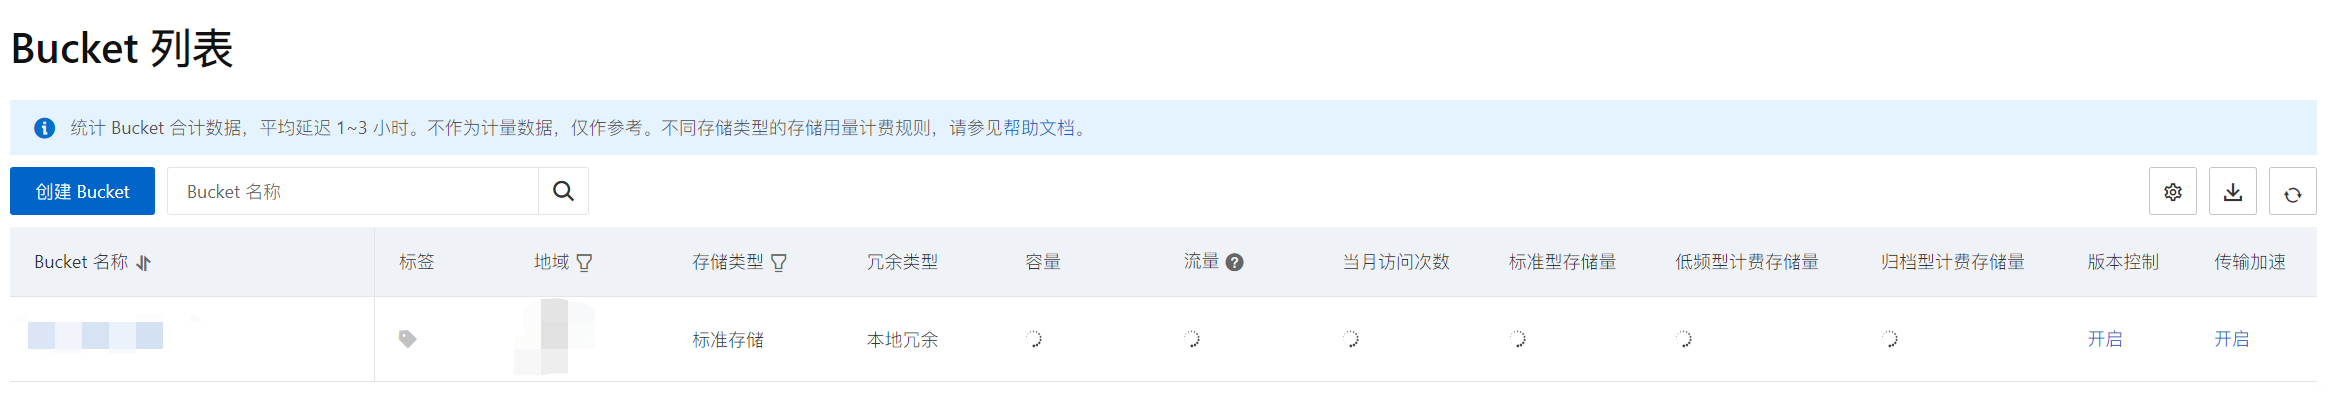 Bucket 列表
统计 Bucket 合计数据，平均延迟 1~3 小时。不作为计量数据，仅作参考。不同存储类型的存储用量计费规则，请参见帮助文档。
创建 Bucket Bucket 名称
Bucket 名称 标签 地域 存储类型 冗余类型 容量 流量 ? 当月访问次数 标准型存储量 低频型计费存储量 归档型计费存储量 版本控制 传输加速
标准存储 本地冗余 开启 开启